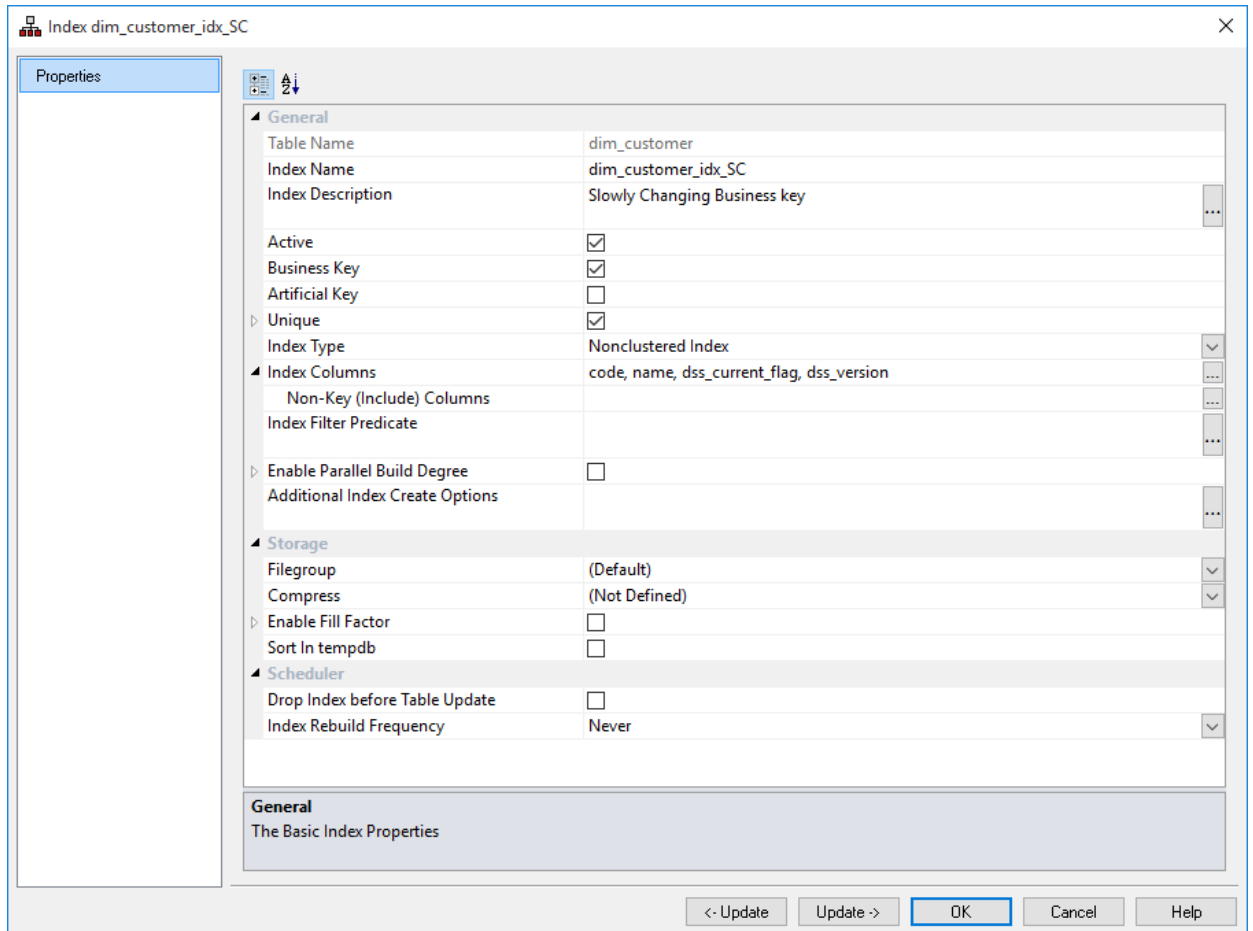 Index dim_customer_idx_SC
Properties
General
Table Name dim_customer
Index Name dim_customer_idx_SC
Index Description Slowly Changing Business key
...
Active
Business Key
Artificial Key
Unique
Index Type Nonclustered Index
Index Columns code, name, dss_current_flag, dss_version ...
Non-Key (Include) Columns ...
Index Filter Predicate
...
Enable Parallel Build Degree
Additional Index Create Options
...
Storage
Filegroup (Default)
Compress (Not Defined)
Enable Fill Factor
Sort In tempdb
Scheduler
Drop Index before Table Update
Index Rebuild Frequency Never
General
The Basic Index Properties
<- Update Update -> OK Cancel Help